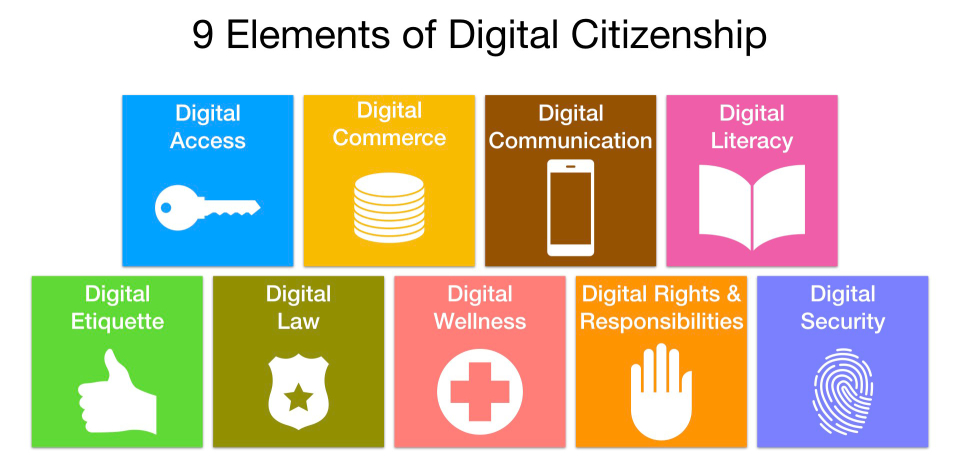 9 Elements of Digital Citizenship
Digital
Access
Digital
Commerce
Digital
Communication
Digital
Literacy
Digital
Etiquette
Digital
Law
Digital
Wellness
Digital Rights &
Responsibilities
Digital
Security